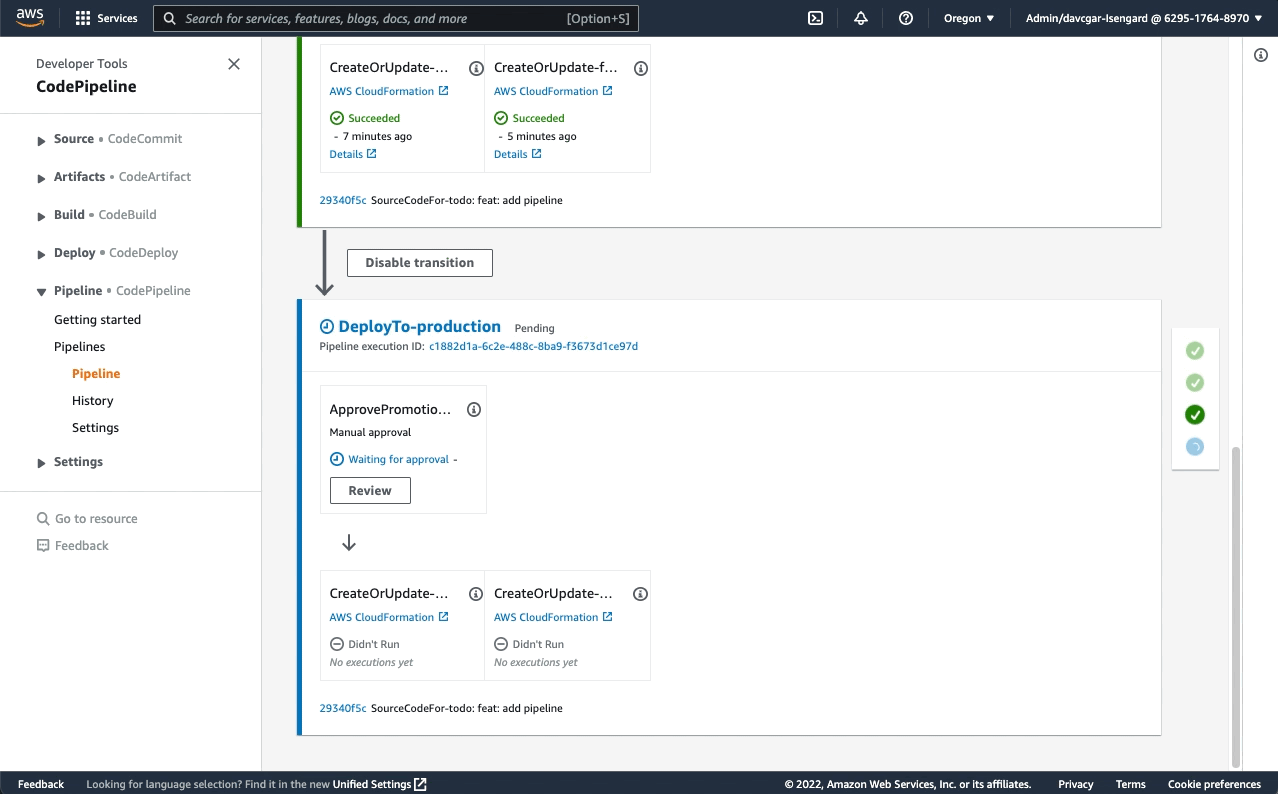 aws
Services
Search for services, features, blogs, docs, and more [Option+S]
Oregon
Admin/davcgar-Isengard @ 6295-1764-8970
Developer Tools
CodePipeline
Source • CodeCommit
Artifacts • CodeArtifact
Build • CodeBuild
Deploy • CodeDeploy
Pipeline • CodePipeline
Getting started
Pipelines
Pipeline
History
Settings
Settings
Go to resource
Feedback
CreateOrUpdate-... CreateOrUpdate-f...
AWS CloudFormation AWS CloudFormation
Succeeded Succeeded
- 7 minutes ago - 5 minutes ago
Details Details
29340f5c SourceCodeFor-todo: feat: add pipeline
Disable transition
DeployTo-production Pending
Pipeline execution ID: c1882d1a-6c2e-488c-8ba9-f3673d1ce97d
ApprovePromotio...
Manual approval
Waiting for approval -
Review
CreateOrUpdate-... CreateOrUpdate-...
AWS CloudFormation AWS CloudFormation
Didn't Run Didn't Run
No executions yet No executions yet
29340f5c SourceCodeFor-todo: feat: add pipeline
Feedback Looking for language selection? Find it in the new Unified Settings © 2022, Amazon Web Services, Inc. or its affiliates. Privacy Terms Cookie preferences